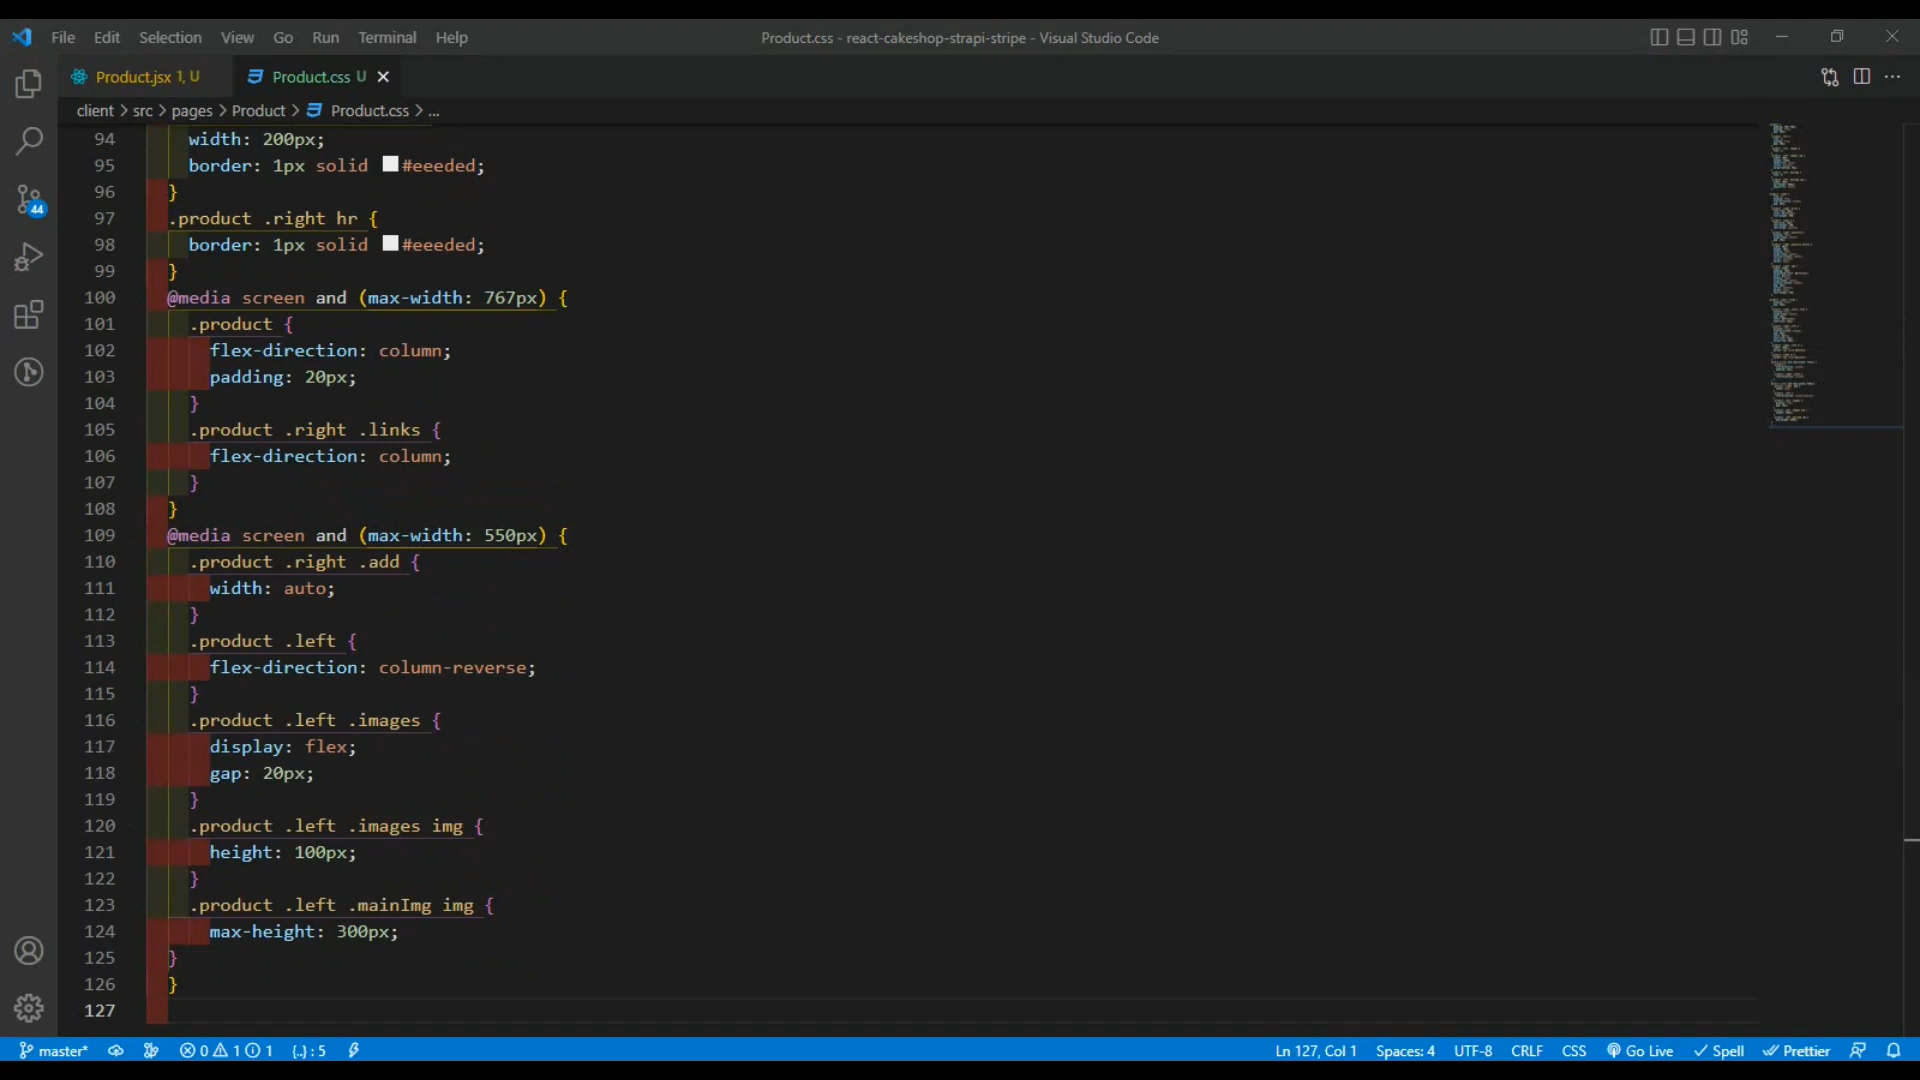 File Edit Selection View Go Run Terminal Help
Product.css - react-cakeshop-strapi-stripe - Visual Studio Code
Product.jsx 1, U
Product.css U
client > src > pages > Product > Product.css > ...
94 width: 200px;
95 border: 1px solid #eeeded;
96 }
97 .product .right hr {
98 border: 1px solid #eeeded;
99 }
100 @media screen and (max-width: 767px) {
101 .product {
102 flex-direction: column;
103 padding: 20px;
104 }
105 .product .right .links {
106 flex-direction: column;
107 }
108 }
109 @media screen and (max-width: 550px) {
110 .product .right .add {
111 width: auto;
112 }
113 .product .left {
114 flex-direction: column-reverse;
115 }
116 .product .left .images {
117 display: flex;
118 gap: 20px;
119 }
120 .product .left .images img {
121 height: 100px;
122 }
123 .product .left .mainImg img {
124 max-height: 300px;
125 }
126 }
127
44
master* 0 1 1 {..} : 5 Ln 127, Col 1 Spaces: 4 UTF-8 CRLF CSS Go Live Spell Prettier